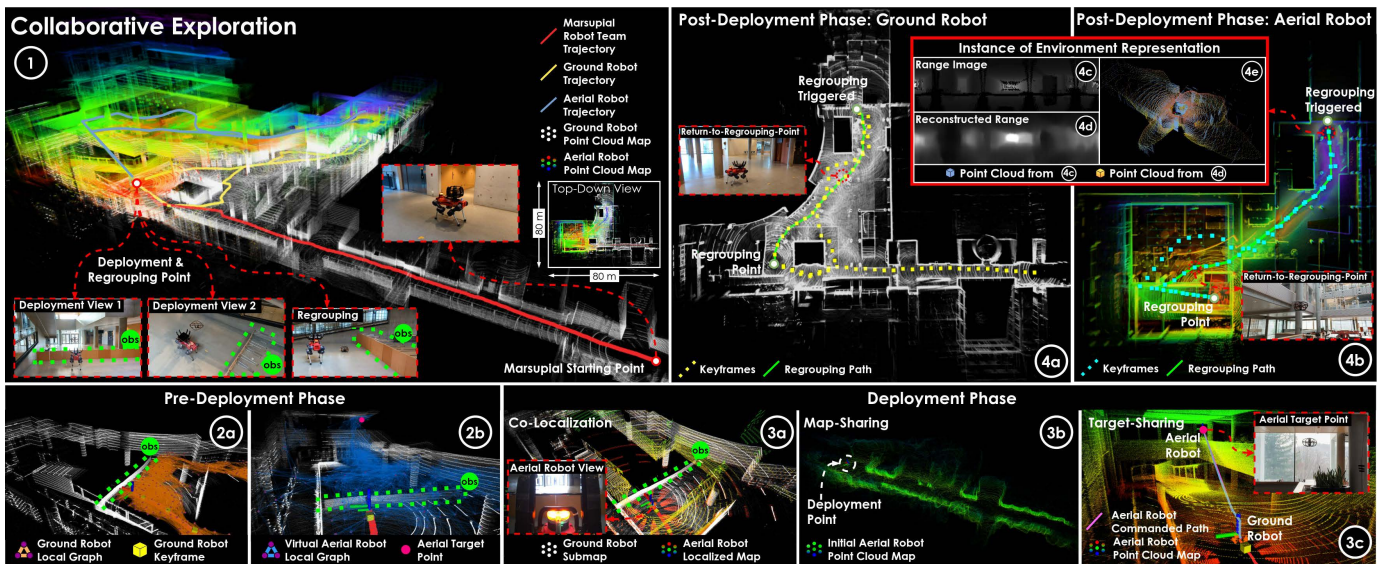 Collaborative Exploration
1
Marsupial
Robot Team
Trajectory
Ground Robot
Trajectory
Aerial Robot
Trajectory
Ground Robot
Point Cloud Map
Aerial Robot
Point Cloud Map
Top-Down View
80 m
80 m
Deployment &
Regrouping Point
Deployment View 1
obs
Deployment View 2
obs
Regrouping
obs
Marsupial Starting Point
Post-Deployment Phase: Ground Robot
Regrouping
Triggered
Return-to-Regrouping-Point
Regrouping
Point
Keyframes
Regrouping Path
4a
Post-Deployment Phase: Aerial Robot
Instance of Environment Representation
Range Image
4c
Reconstructed Range
4d
4e
Point Cloud from 4c
Point Cloud from 4d
Regrouping
Triggered
Return-to-Regrouping-Point
Regrouping
Point
Keyframes
Regrouping Path
4b
Pre-Deployment Phase
2a
obs
Ground Robot
Local Graph
Ground Robot
Keyframe
2b
obs
Virtual Aerial Robot
Local Graph
Aerial Target
Point
Deployment Phase
Co-Localization
3a
obs
Aerial Robot View
Ground Robot
Submap
Aerial Robot
Localized Map
Map-Sharing
3b
Deployment
Point
Initial Aerial Robot
Point Cloud Map
Target-Sharing
Aerial Target Point
Aerial
Robot
Ground
Robot
Aerial Robot
Commanded Path
Aerial Robot
Point Cloud Map
3c